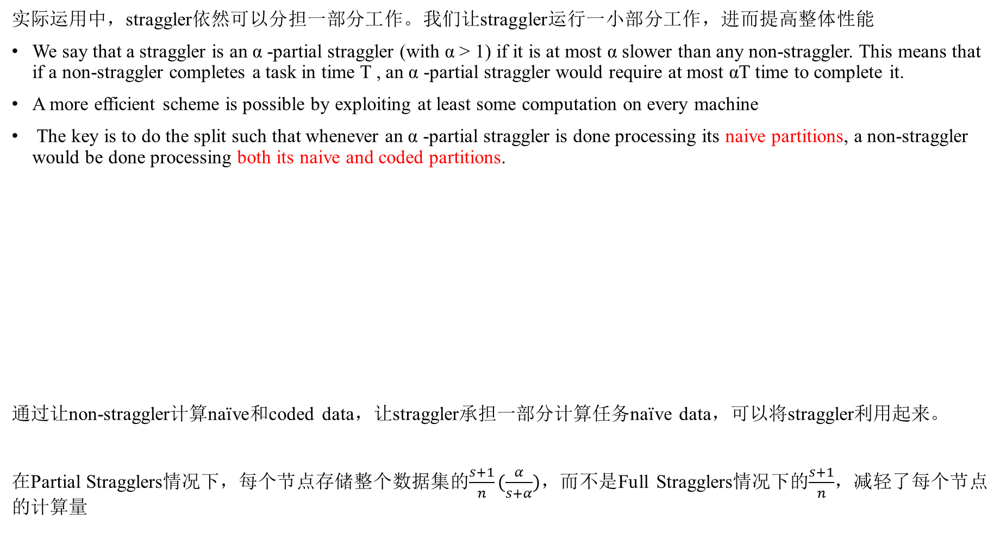 实际运用中，straggler依然可以分担一部分工作。我们让straggler运行一小部分工作，进而提高整体性能
• We say that a straggler is an α -partial straggler (with α > 1) if it is at most α slower than any non-straggler. This means that
if a non-straggler completes a task in time T , an α -partial straggler would require at most αT time to complete it.
• A more efficient scheme is possible by exploiting at least some computation on every machine
• The key is to do the split such that whenever an α -partial straggler is done processing its naive partitions, a non-straggler
would be done processing both its naive and coded partitions.
通过让non-straggler计算naïve和coded data，让straggler承担一部分计算任务naïve data，可以将straggler利用起来。
在Partial Stragglers情况下，每个节点存储整个数据集的$\frac{s+1}{n}(\frac{α}{s+α})$，而不是Full Stragglers情况下的$\frac{s+1}{n}$，减轻了每个节点
的计算量